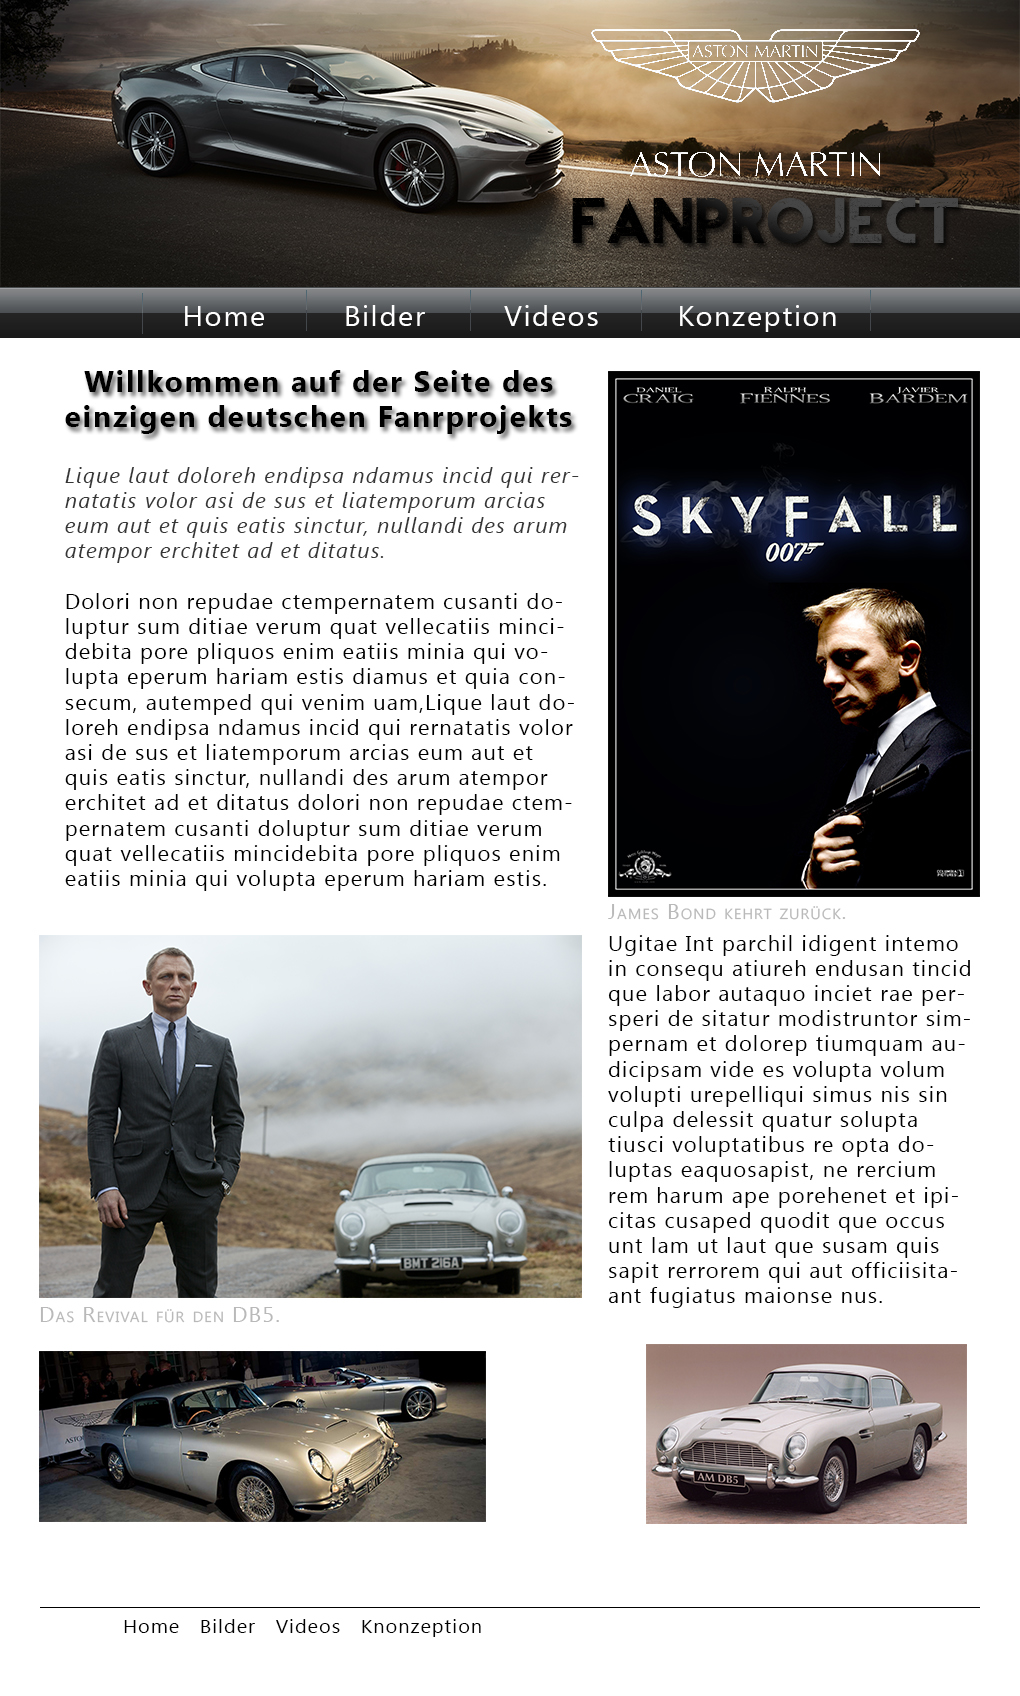 ASTON MARTIN
ASTON MARTIN
FANPROJECT
Home Bilder Videos Konzeption
Willkommen auf der Seite des
einzigen deutschen Fanrprojekts
Lique laut doloreh endipsa ndamus incid qui rer-
natatis volor asi de sus et liatemporum arcias
eum aut et quis eatis sinctur, nullandi des arum
atempor erchitet ad et ditatus.
Dolori non repudae ctempernatem cusanti do-
luptur sum ditiae verum quat vellecatiis minci-
debita pore pliquos enim eatiis minia qui vo-
lupta eperum hariam estis diamus et quia con-
secum, autemped qui venim uam,Lique laut do-
loreh endipsa ndamus incid qui rernatatis volor
asi de sus et liatemporum arcias eum aut et
quis eatis sinctur, nullandi des arum atempor
erchitet ad et ditatus dolori non repudae ctem-
pernatem cusanti doluptur sum ditiae verum
quat vellecatiis mincidebita pore pliquos enim
eatiis minia qui volupta eperum hariam estis.
DANIEL CRAIG
RALPH FIENNES
JAVIER BARDEM
SKYFALL
007
James Bond kehrt zurück.
Ugitae Int parchil idigent intemo
in consequ atiureh endusan tincid
que labor autaquo inciet rae per-
speri de sitatur modistruntor sim-
pernam et dolorep tiumquam au-
dicipsam vide es volupta volum
volupti urepelliqui simus nis sin
culpa delessit quatur solupta
tiusci voluptatibus re opta do-
luptas eaquosapist, ne rercium
rem harum ape porehenet et ipi-
citas cusaped quodit que occus
unt lam ut laut que susam quis
sapit rerrorem qui aut officiisita-
ant fugiatus maionse nus.
BMT 216A
Das Revival für den DB5.
AM DB5
Home Bilder Videos Knonzeption